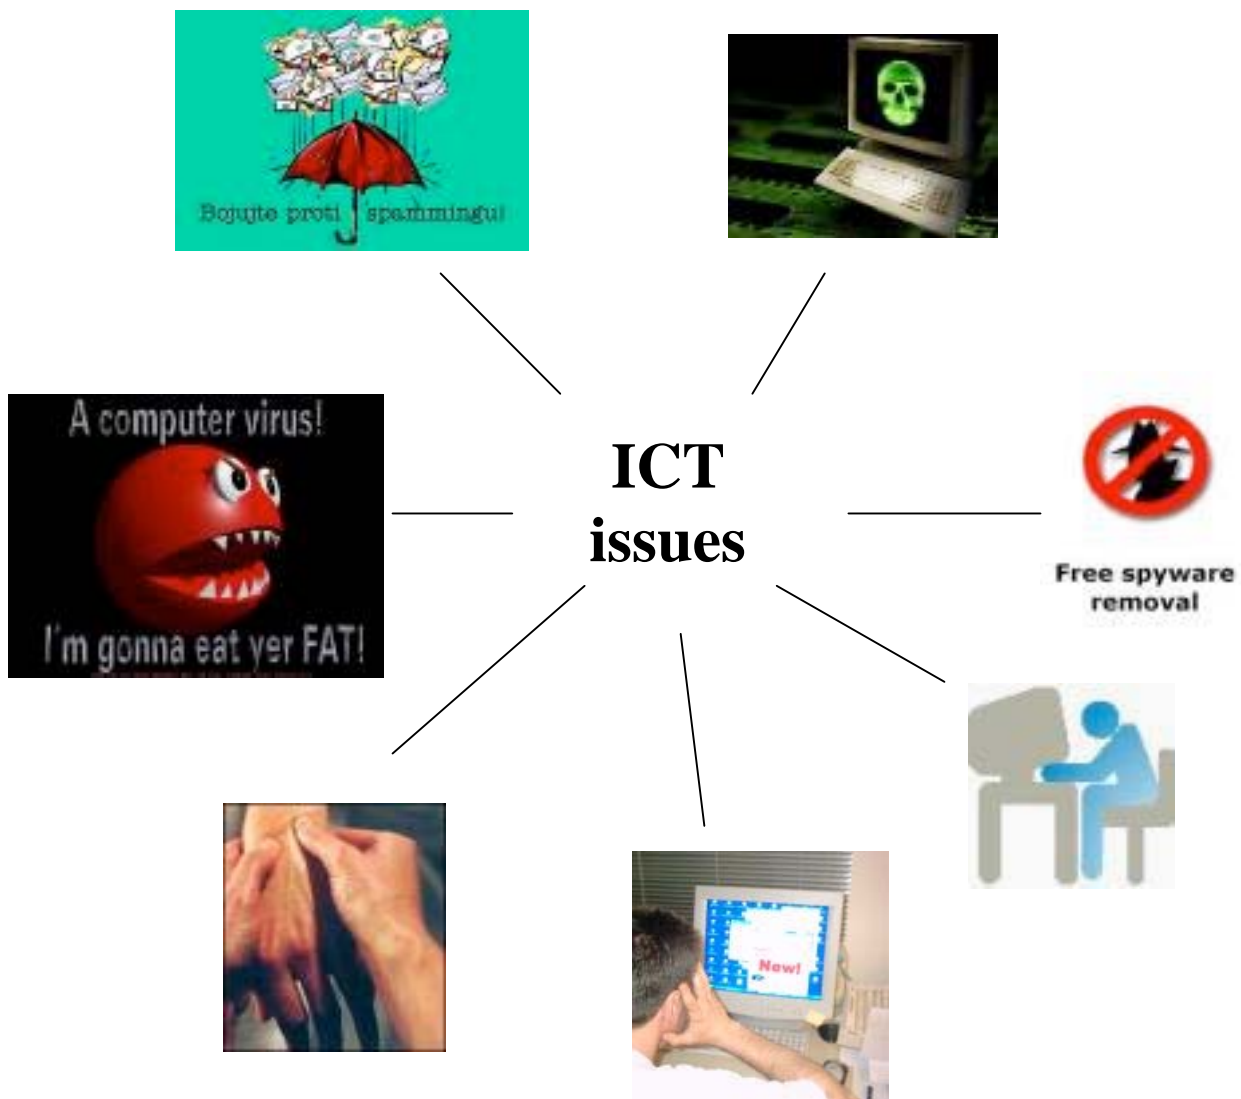 Bojujte proti spammingu!
A computer virus!
I'm gonna eat yer FAT!
ICT
issues
Free spyware
removal
New!